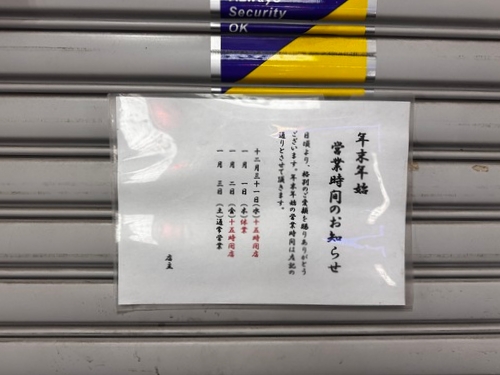 Always
Security
OK
年末年始
営業時間のお知らせ
日頃より、格別のご愛顧を賜りありがとう
ございます。年末年始の営業時間は左記の
通りとさせて頂きます。
十二月三十一日(水)十五時閉店
一月 一日(木)休業
一月 二日(金)十五時閉店
一月 三日(土)通常営業
店主